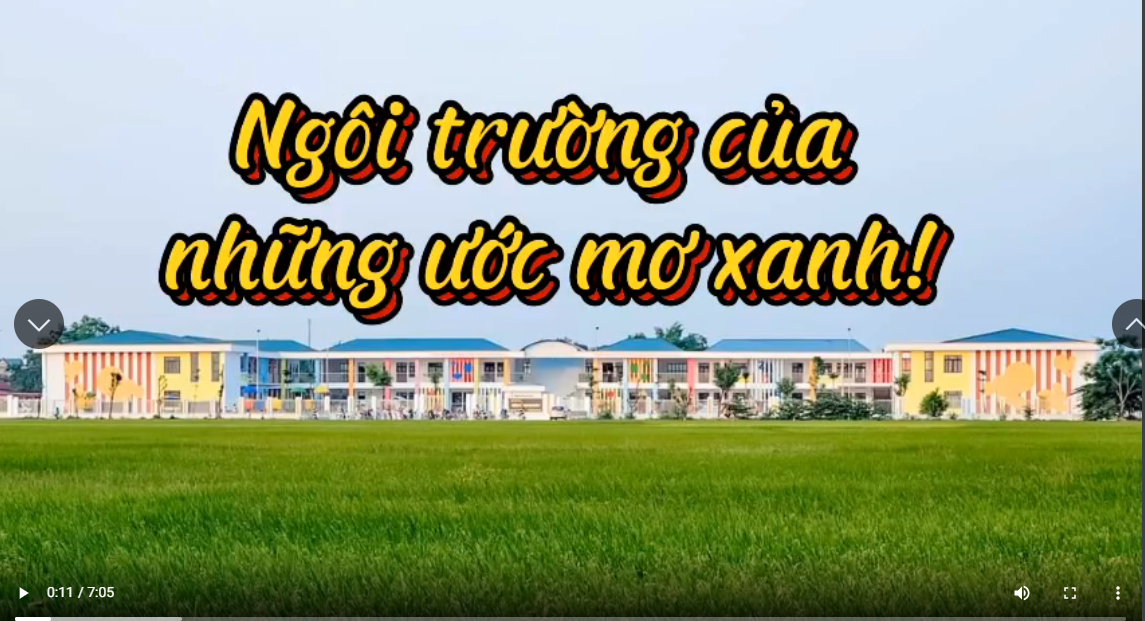 Ngôi trường của
những ước mơ xanh!
0:11 / 7:05